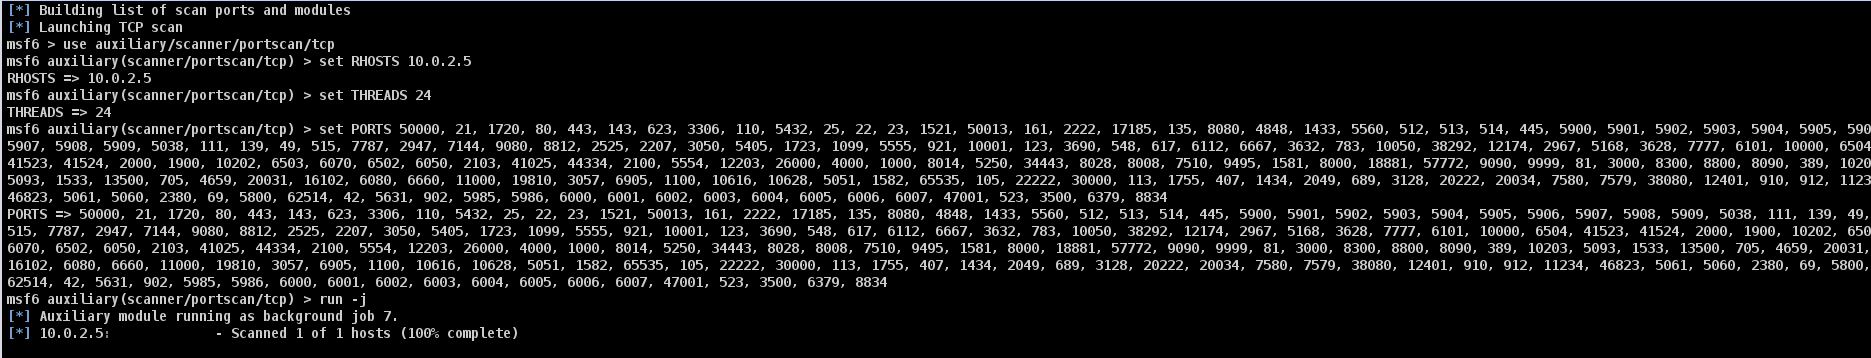 [*] Building list of scan ports and modules
[*] Launching TCP scan
msf6 > use auxiliary/scanner/portscan/tcp
msf6 auxiliary(scanner/portscan/tcp) > set RHOSTS 10.0.2.5
RHOSTS => 10.0.2.5
msf6 auxiliary(scanner/portscan/tcp) > set THREADS 24
THREADS => 24
msf6 auxiliary(scanner/portscan/tcp) > set PORTS 50000, 21, 1720, 80, 443, 143, 623, 3306, 110, 5432, 25, 22, 23, 1521, 50013, 161, 2222, 17185, 135, 8080, 4848, 1433, 5560, 512, 513, 514, 445, 5900, 5901, 5902, 5903, 5904, 5905, 590
5907, 5908, 5909, 5038, 111, 139, 49, 515, 7787, 2947, 7144, 9080, 8812, 2525, 2207, 3050, 5405, 1723, 1099, 5555, 921, 10001, 123, 3690, 548, 617, 6112, 6667, 3632, 783, 10050, 38292, 12174, 2967, 5168, 3628, 7777, 6101, 10000, 6504
41523, 41524, 2000, 1900, 10202, 6503, 6070, 6502, 6050, 2103, 41025, 44334, 2100, 5554, 12203, 26000, 4000, 1000, 8014, 5250, 34443, 8028, 8008, 7510, 9495, 1581, 8000, 18881, 57772, 9090, 9999, 81, 3000, 8300, 8800, 8090, 389, 1020
5093, 1533, 13500, 705, 4659, 20031, 16102, 6080, 6660, 11000, 19810, 3057, 6905, 1100, 10616, 10628, 5051, 1582, 65535, 105, 22222, 30000, 113, 1755, 407, 1434, 2049, 689, 3128, 20222, 20034, 7580, 7579, 38080, 12401, 910, 912, 1123
46823, 5061, 5060, 2380, 69, 5800, 62514, 42, 5631, 902, 5985, 5986, 6000, 6001, 6002, 6003, 6004, 6005, 6006, 6007, 47001, 523, 3500, 6379, 8834
PORTS => 50000, 21, 1720, 80, 443, 143, 623, 3306, 110, 5432, 25, 22, 23, 1521, 50013, 161, 2222, 17185, 135, 8080, 4848, 1433, 5560, 512, 513, 514, 445, 5900, 5901, 5902, 5903, 5904, 5905, 5906, 5907, 5908, 5909, 5038, 111, 139, 49,
515, 7787, 2947, 7144, 9080, 8812, 2525, 2207, 3050, 5405, 1723, 1099, 5555, 921, 10001, 123, 3690, 548, 617, 6112, 6667, 3632, 783, 10050, 38292, 12174, 2967, 5168, 3628, 7777, 6101, 10000, 6504, 41523, 41524, 2000, 1900, 10202, 650
6070, 6502, 6050, 2103, 41025, 44334, 2100, 5554, 12203, 26000, 4000, 1000, 8014, 5250, 34443, 8028, 8008, 7510, 9495, 1581, 8000, 18881, 57772, 9090, 9999, 81, 3000, 8300, 8800, 8090, 389, 10203, 5093, 1533, 13500, 705, 4659, 20031,
16102, 6080, 6660, 11000, 19810, 3057, 6905, 1100, 10616, 10628, 5051, 1582, 65535, 105, 22222, 30000, 113, 1755, 407, 1434, 2049, 689, 3128, 20222, 20034, 7580, 7579, 38080, 12401, 910, 912, 11234, 46823, 5061, 5060, 2380, 69, 5800,
62514, 42, 5631, 902, 5985, 5986, 6000, 6001, 6002, 6003, 6004, 6005, 6006, 6007, 47001, 523, 3500, 6379, 8834
msf6 auxiliary(scanner/portscan/tcp) > run -j
[*] Auxiliary module running as background job 7.
[*] 10.0.2.5: - Scanned 1 of 1 hosts (100% complete)